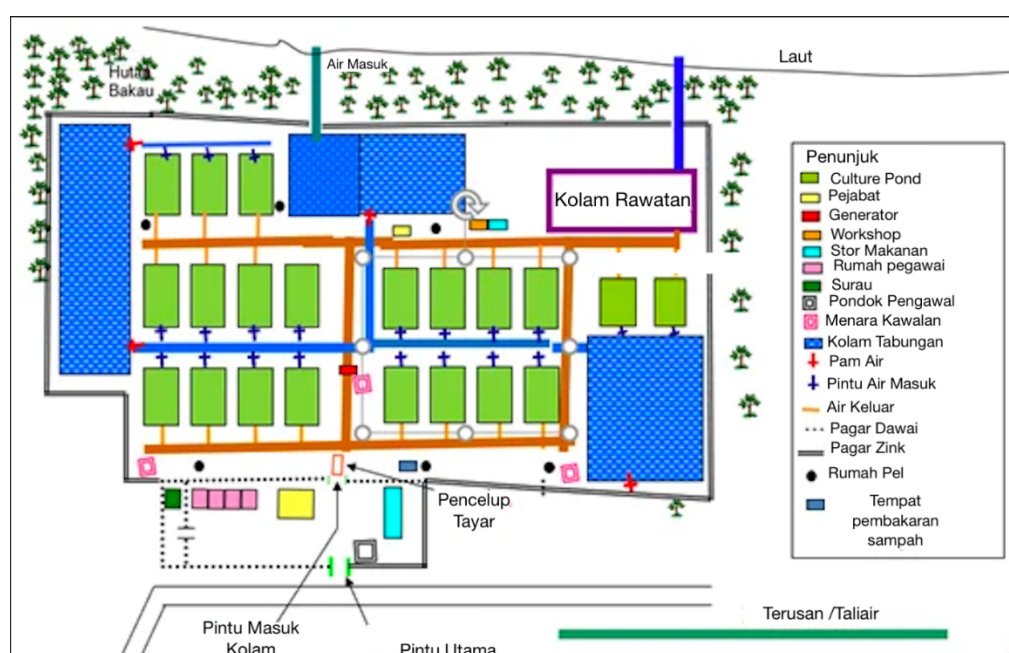 Air Masuk
Laut
Hutan
Bakau
Kolam Rawatan
Penunjuk
Culture Pond
Pejabat
Generator
Workshop
Stor Makanan
Rumah pegawai
Surau
Pondok Pengawal
Menara Kawalan
Kolam Tabungan
Pam Air
Pintu Air Masuk
Air Keluar
Pagar Dawai
Pagar Zink
Rumah Pel
Tempat
pembakaran
sampah
Pencelup
Tayar
Pintu Masuk
Kolam
Pintu Utama
Terusan /Taliair